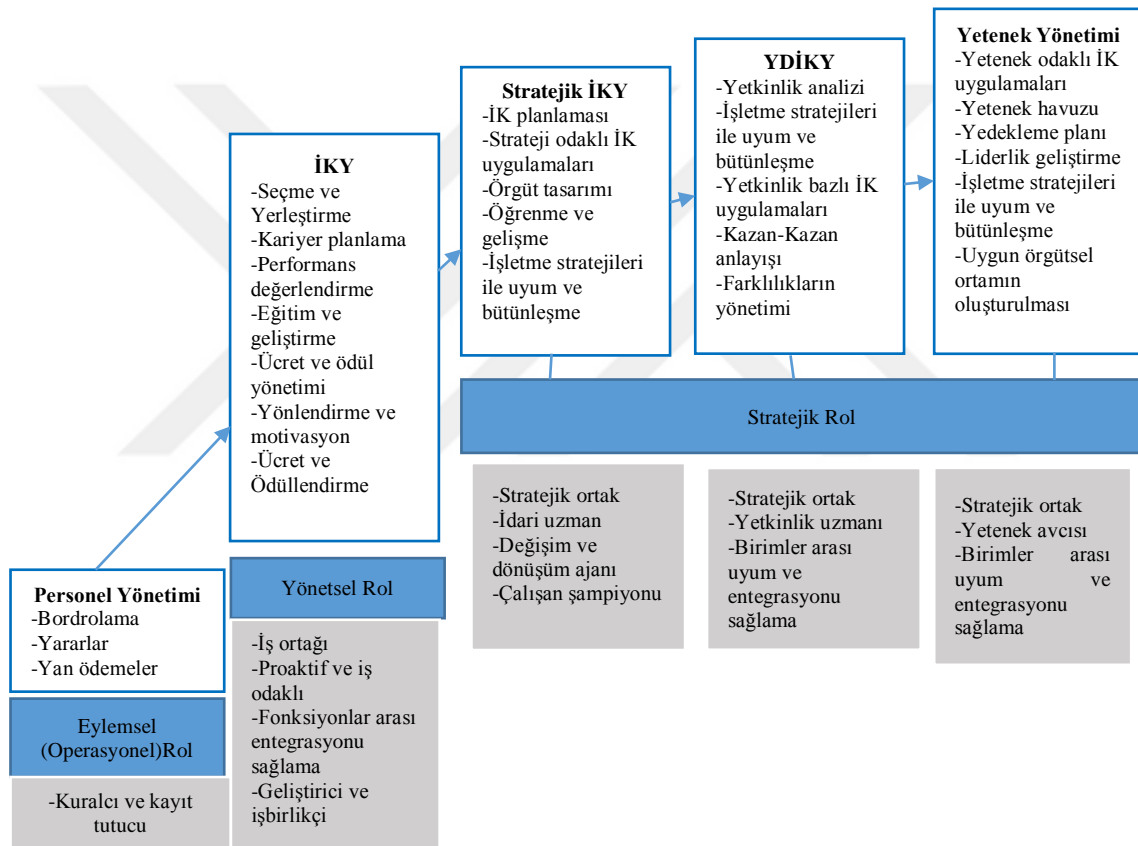 Personel Yönetimi
-Bordrolama
-Yararlar
-Yan ödemeler
Eylemsel
(Operasyonel)Rol
-Kuralcı ve kayıt
tutucu
İKY
-Seçme ve
Yerleştirme
-Kariyer planlama
-Performans
değerlendirme
-Eğitim ve
geliştirme
-Ücret ve ödül
yönetimi
-Yönlendirme ve
motivasyon
-Ücret ve
Ödüllendirme
Yönetsel Rol
-İş ortağı
-Proaktif ve iş
odaklı
-Fonksiyonlar arası
entegrasyonu
sağlama
-Geliştirici ve
işbirlikçi
Stratejik İKY
-İK planlaması
-Strateji odaklı İK
uygulamaları
-Örgüt tasarımı
-Öğrenme ve
gelişme
-İşletme stratejileri
ile uyum ve
bütünleşme
YDİKY
-Yetkinlik analizi
-İşletme stratejileri
ile uyum ve
bütünleşme
-Yetkinlik bazlı İK
uygulamaları
-Kazan-Kazan
anlayışı
-Farklılıkların
yönetimi
Yetenek Yönetimi
-Yetenek odaklı İK
uygulamaları
-Yetenek havuzu
-Yedekleme planı
-Liderlik geliştirme
-İşletme stratejileri
ile uyum ve
bütünleşme
-Uygun örgütsel
ortamın
oluşturulması
Stratejik Rol
-Stratejik ortak
-İdari uzman
-Değişim ve
dönüşüm ajanı
-Çalışan şampiyonu
-Stratejik ortak
-Yetkinlik uzmanı
-Birimler arası
uyum ve
entegrasyonu
sağlama
-Stratejik ortak
-Yetenek avcısı
-Birimler arası
uyum ve
entegrasyonu
sağlama